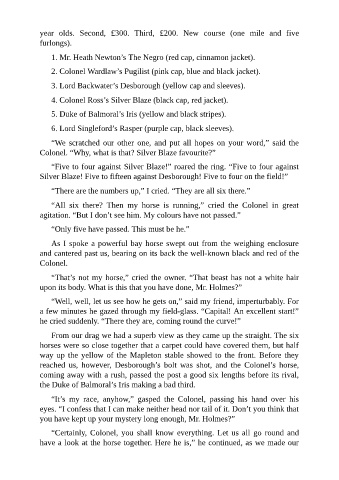 year olds. Second, £300. Third, £200. New course (one mile and five
furlongs).
1. Mr. Heath Newton’s The Negro (red cap, cinnamon jacket).
2. Colonel Wardlaw’s Pugilist (pink cap, blue and black jacket).
3. Lord Backwater’s Desborough (yellow cap and sleeves).
4. Colonel Ross’s Silver Blaze (black cap, red jacket).
5. Duke of Balmoral’s Iris (yellow and black stripes).
6. Lord Singleford’s Rasper (purple cap, black sleeves).
“We scratched our other one, and put all hopes on your word,” said the
Colonel. “Why, what is that? Silver Blaze favourite?”
“Five to four against Silver Blaze!” roared the ring. “Five to four against
Silver Blaze! Five to fifteen against Desborough! Five to four on the field!”
“There are the numbers up,” I cried. “They are all six there.”
“All six there? Then my horse is running,” cried the Colonel in great
agitation. “But I don’t see him. My colours have not passed.”
“Only five have passed. This must be he.”
As I spoke a powerful bay horse swept out from the weighing enclosure
and cantered past us, bearing on its back the well-known black and red of the
Colonel.
“That’s not my horse,” cried the owner. “That beast has not a white hair
upon its body. What is this that you have done, Mr. Holmes?”
“Well, well, let us see how he gets on,” said my friend, imperturbably. For
a few minutes he gazed through my field-glass. “Capital! An excellent start!”
he cried suddenly. “There they are, coming round the curve!”
From our drag we had a superb view as they came up the straight. The six
horses were so close together that a carpet could have covered them, but half
way up the yellow of the Mapleton stable showed to the front. Before they
reached us, however, Desborough’s bolt was shot, and the Colonel’s horse,
coming away with a rush, passed the post a good six lengths before its rival,
the Duke of Balmoral’s Iris making a bad third.
“It’s my race, anyhow,” gasped the Colonel, passing his hand over his
eyes. “I confess that I can make neither head nor tail of it. Don’t you think that
you have kept up your mystery long enough, Mr. Holmes?”
“Certainly, Colonel, you shall know everything. Let us all go round and
have a look at the horse together. Here he is,” he continued, as we made our